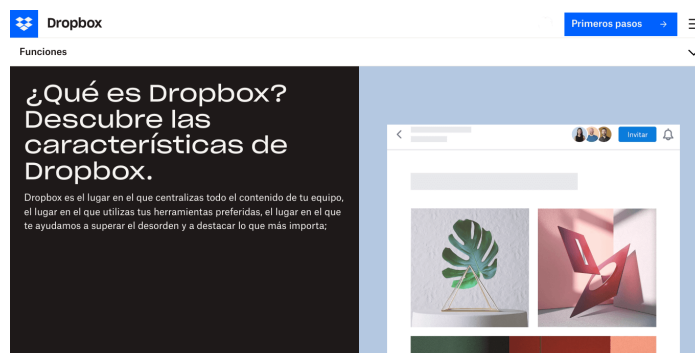 Dropbox
Primeros pasos →
Funciones
¿Qué es Dropbox?
Descubre las
características de
Dropbox.
Dropbox es el lugar en el que centralizas todo el contenido de tu equipo,
el lugar en el que utilizas tus herramientas preferidas, el lugar en el que
te ayudamos a superar el desorden y a destacar lo que más importa;
Invitar